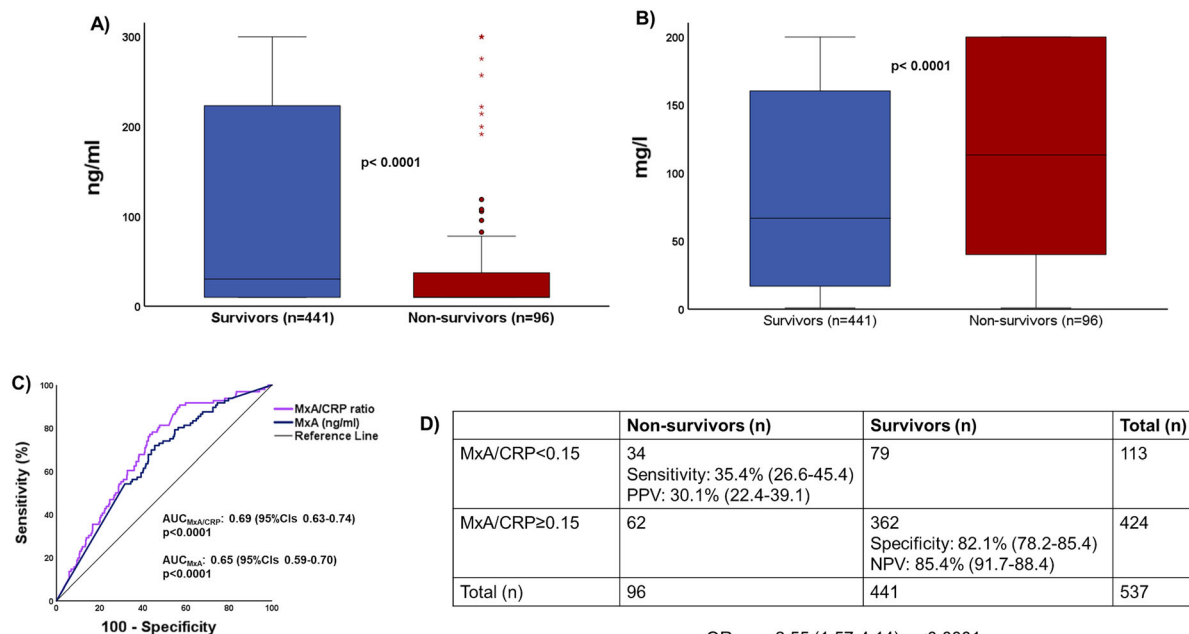 A)
300
200
100
0
ng/ml
p< 0.0001
Survivors (n=441)
Non-survivors (n=96)
B)
200
150
100
50
0
mg/l
p< 0.0001
Survivors (n=441)
Non-survivors (n=96)
C)
100
80
60
40
20
0
Sensitivity (%)
MxA/CRP ratio
MxA (ng/ml)
Reference Line
AUCMxA/CRP: 0.69 (95%CIs 0.63-0.74)
p<0.0001
AUCMxA: 0.65 (95%CIs 0.59-0.70)
p<0.0001
0 20 40 60 80 100
100 - Specificity
D)
Non-survivors (n) Survivors (n) Total (n)
MxA/CRP<0.15 34 79 113
Sensitivity: 35.4% (26.6-45.4)
PPV: 30.1% (22.4-39.1)
MxA/CRP≥0.15 62 362 424
Specificity: 82.1% (78.2-85.4)
NPV: 85.4% (91.7-88.4)
Total (n) 96 441 537